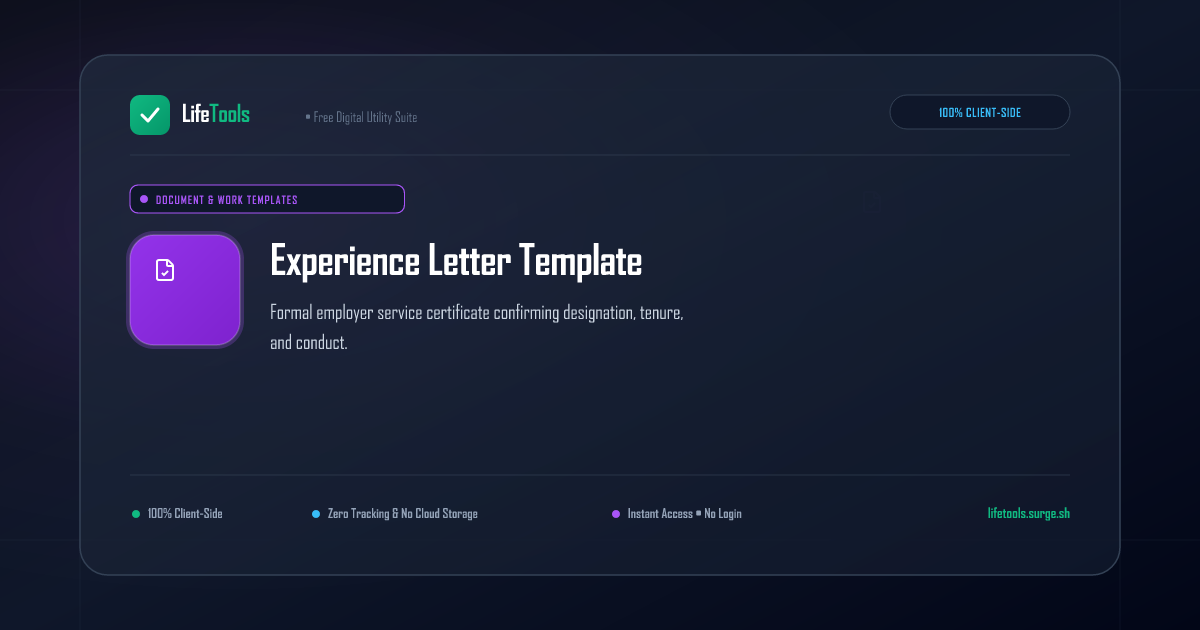 LifeTools
▪ Free Digital Utility Suite
100% CLIENT-SIDE
DOCUMENT & WORK TEMPLATES
Experience Letter Template
Formal employer service certificate confirming designation, tenure,
and conduct.
100% Client-Side
Zero Tracking & No Cloud Storage
Instant Access ▪ No Login
lifetools.surge.sh